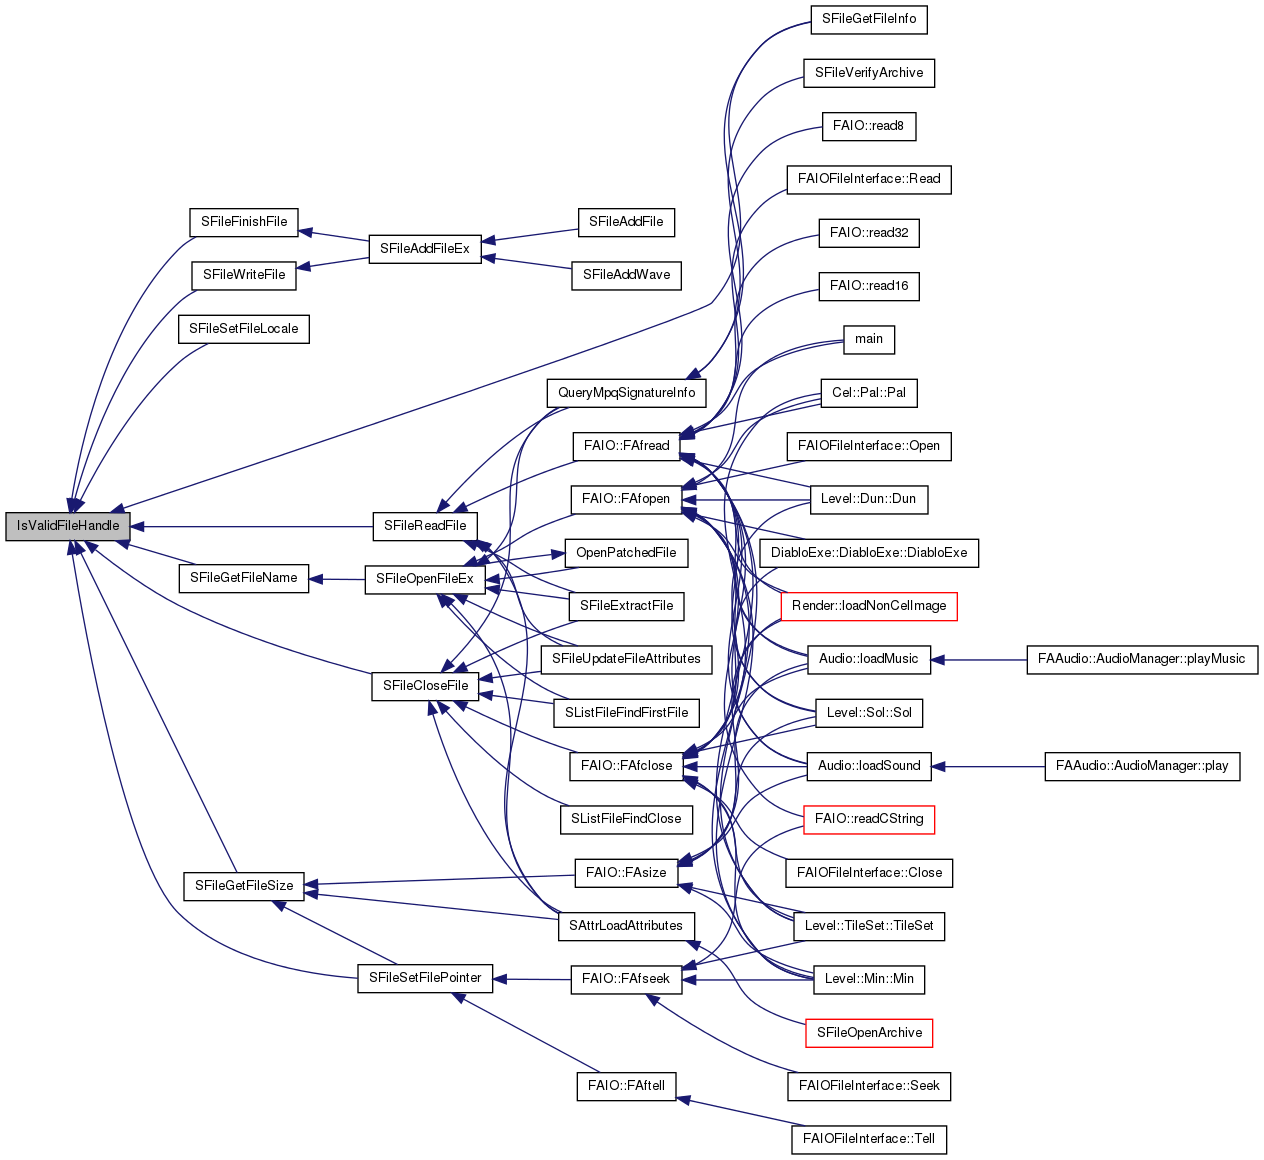 SFileGetFileInfo
SFileVerifyArchive
FAIO::read8
FAIOFileInterface::Read
SFileFinishFile
SFileAddFile
FAIO::read32
SFileAddFileEx
SFileWriteFile
SFileAddWave
FAIO::read16
SFileSetFileLocale
main
QueryMpqSignatureInfo
Cel::Pal::Pal
FAIO::FAfread
FAIOFileInterface::Open
FAIO::FAfopen
Level::Dun::Dun
IsValidFileHandle
SFileReadFile
OpenPatchedFile
DiabloExe::DiabloExe::DiabloExe
SFileGetFileName
SFileOpenFileEx
SFileExtractFile
Render::loadNonCelImage
SFileUpdateFileAttributes
Audio::loadMusic
FAAudio::AudioManager::playMusic
SFileCloseFile
SListFileFindFirstFile
Level::Sol::Sol
FAIO::FAfclose
Audio::loadSound
FAAudio::AudioManager::play
SListFileFindClose
FAIO::readCString
SFileGetFileSize
FAIO::FAsize
FAIOFileInterface::Close
SAttrLoadAttributes
Level::TileSet::TileSet
SFileSetFilePointer
FAIO::FAfseek
Level::Min::Min
SFileOpenArchive
FAIO::FAftell
FAIOFileInterface::Seek
FAIOFileInterface::Tell